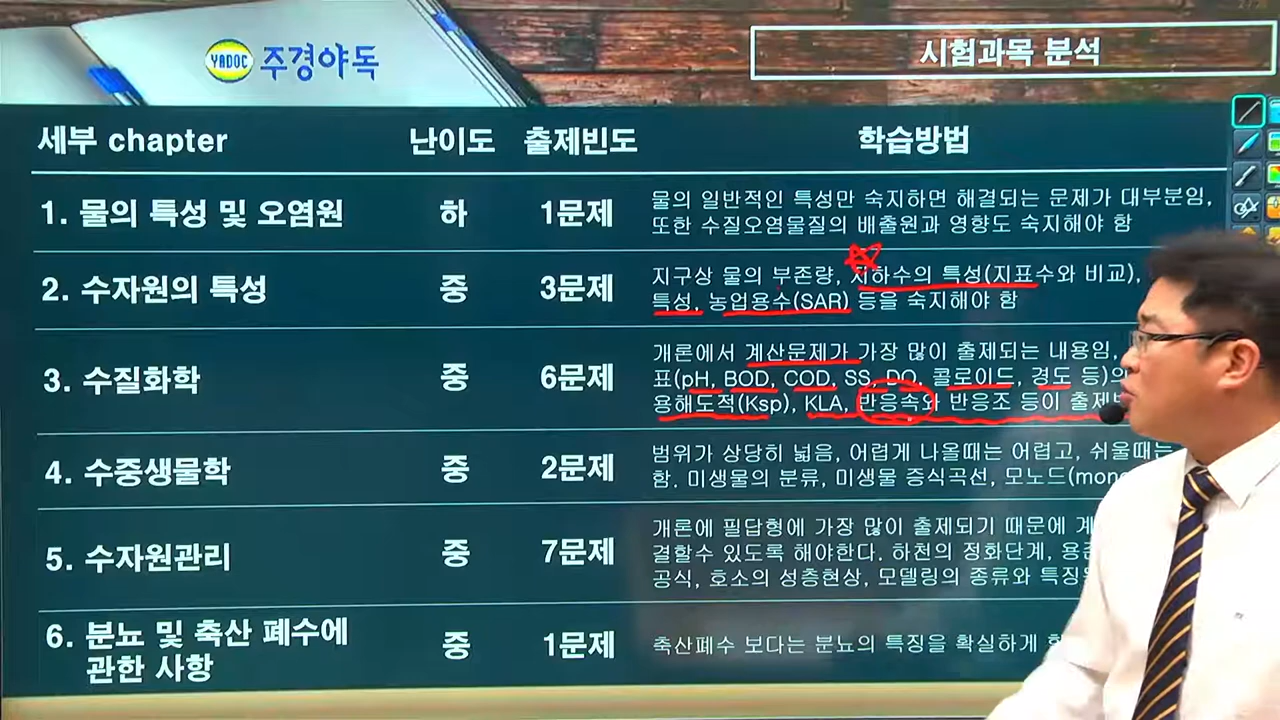 YADOC 주경야독
시험과목 분석
세부 chapter 난이도 출제빈도 학습방법
1. 물의 특성 및 오염원 하 1문제
물의 일반적인 특성만 숙지하면 해결되는 문제가 대부분임,
또한 수질오염물질의 배출원과 영향도 숙지해야 함
2. 수자원의 특성 중 3문제
지구상 물의 부존량, 지하수의 특성(지표수와 비교),
특성, 농업용수(SAR) 등을 숙지해야 함
3. 수질화학 중 6문제
개론에서 계산문제가 가장 많이 출제되는 내용임,
표(pH, BOD, COD, SS, DO, 콜로이드, 경도 등)의
용해도적(Ksp), KLA, 반응속와 반응조 등이
4. 수중생물학 중 2문제
범위가 상당히 넓음, 어렵게 나올때는 어렵고, 쉬울때는
함. 미생물의 분류, 미생물 증식곡선, 모노드
5. 수자원관리 중 7문제
개론에 필답형에 가장 많이 출제되기 때문에
결할수 있도록 해야한다. 하천의 정화단계,
공식, 호소의 성층현상, 모델링의 종류와
6. 분뇨 및 축산 폐수에
관한 사항 중 1문제
축산폐수 보다는 분뇨의 특징을 확실하게